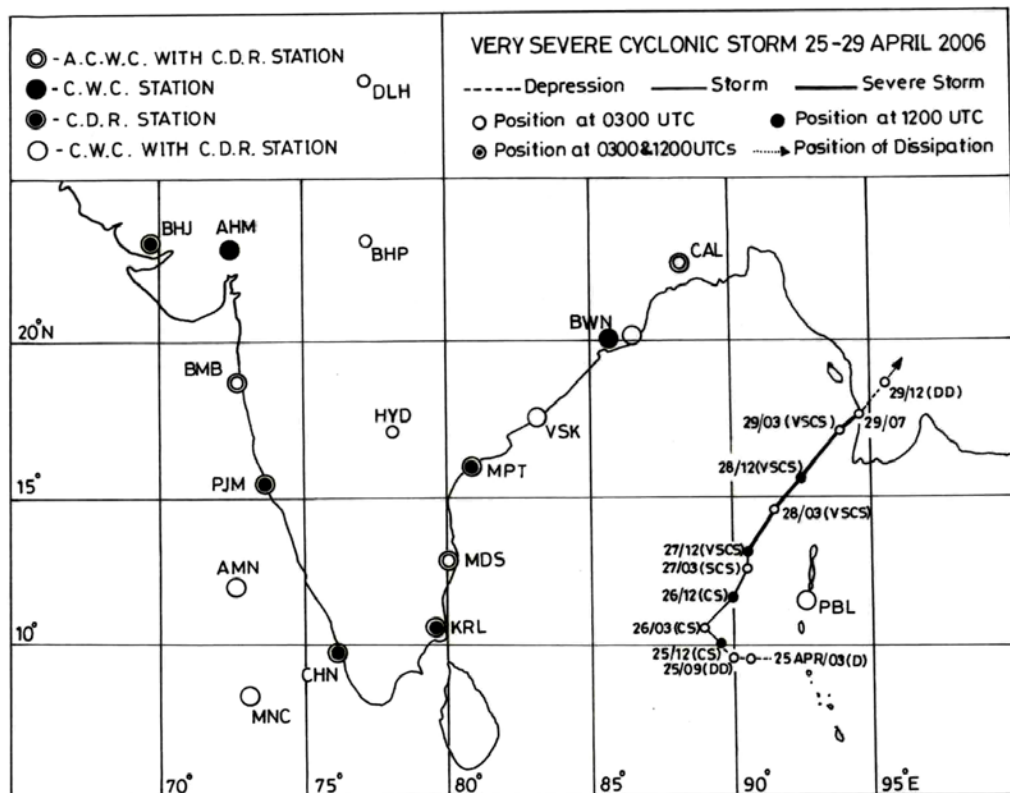 VERY SEVERE CYCLONIC STORM 25-29 APRIL 2006
- A.C.W.C. WITH C.D.R. STATION
- C.W.C. STATION
- C.D.R. STATION
- C.W.C. WITH C.D.R. STATION
Depression
Storm
Severe Storm
Position at 0300 UTC
Position at 1200 UTC
Position at 0300&1200UTCs
Position of Dissipation
DLH
BHJ
AHM
BHP
CAL
20°N
BWN
BMB
HYD
VSK
29/12 (DD)
29/03 (VSCS)
29/07
PJM
MPT
28/12(VSCS)
15°
28/03(VSCS)
27/12(VSCS)
MDS
27/03(SCS)
AMN
26/12(CS)
PBL
KRL
26/03(CS)
10°
25/12(CS)
25 APR/03(D)
25/09(DD)
CHN
MNC
70°
75°
80°
85°
90°
95°E